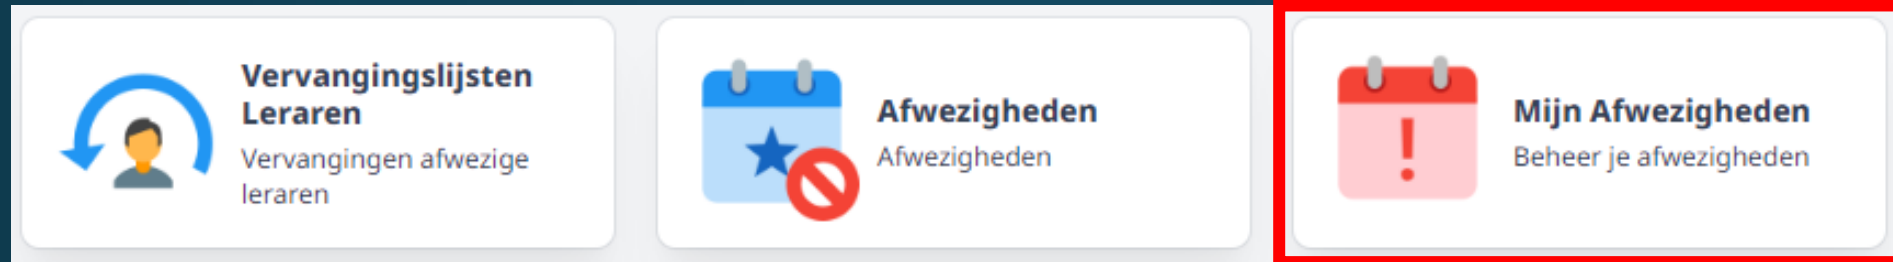 Vervangingslijsten
Leraren
Vervangingen afwezige
leraren
Afwezigheden
Afwezigheden
Mijn Afwezigheden
Beheer je afwezigheden